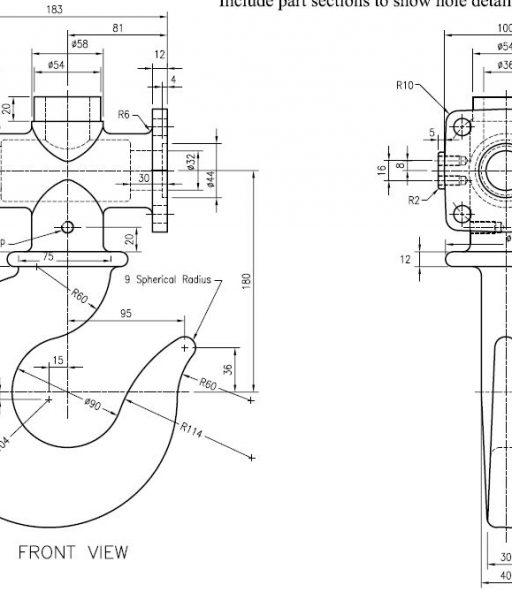 Include part sections to show hole detail
183
100
81
ø58
ø54
12
4
20
R6
30
ø32
ø44
P
20
75
R60
9 Spherical Radius
95
180
15
36
R60
ø90
R114
04
FRONT VIEW
ø54
ø36
R10
5
16
8
R2
ø
12
30
40